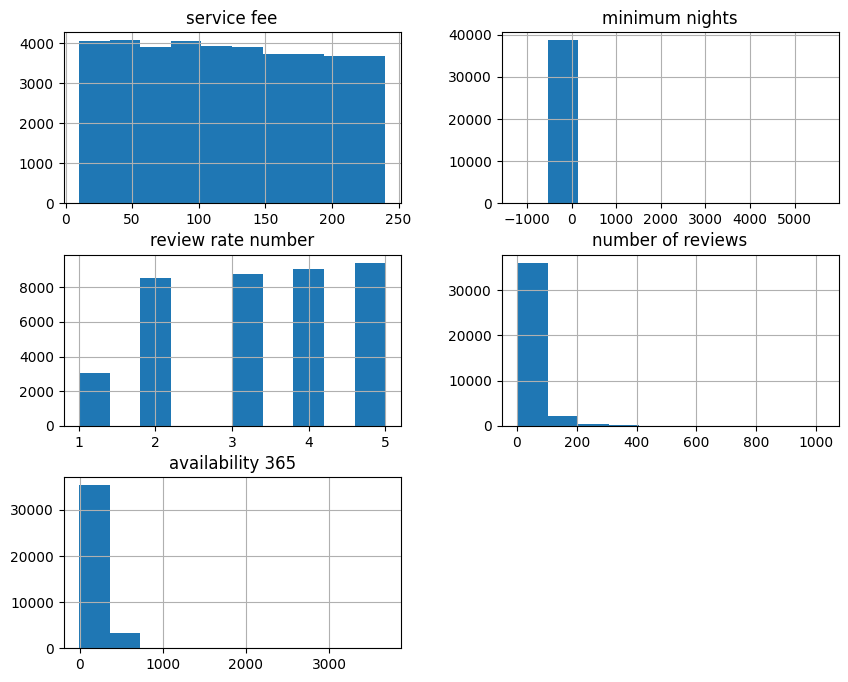 service fee
4000
3000
2000
1000
0
0 50 100 150 200 250
minimum nights
40000
30000
20000
10000
0
−1000 0 1000 2000 3000 4000 5000
review rate number
8000
6000
4000
2000
0
1 2 3 4 5
number of reviews
30000
20000
10000
0
0 200 400 600 800 1000
availability 365
30000
20000
10000
0
0 1000 2000 3000